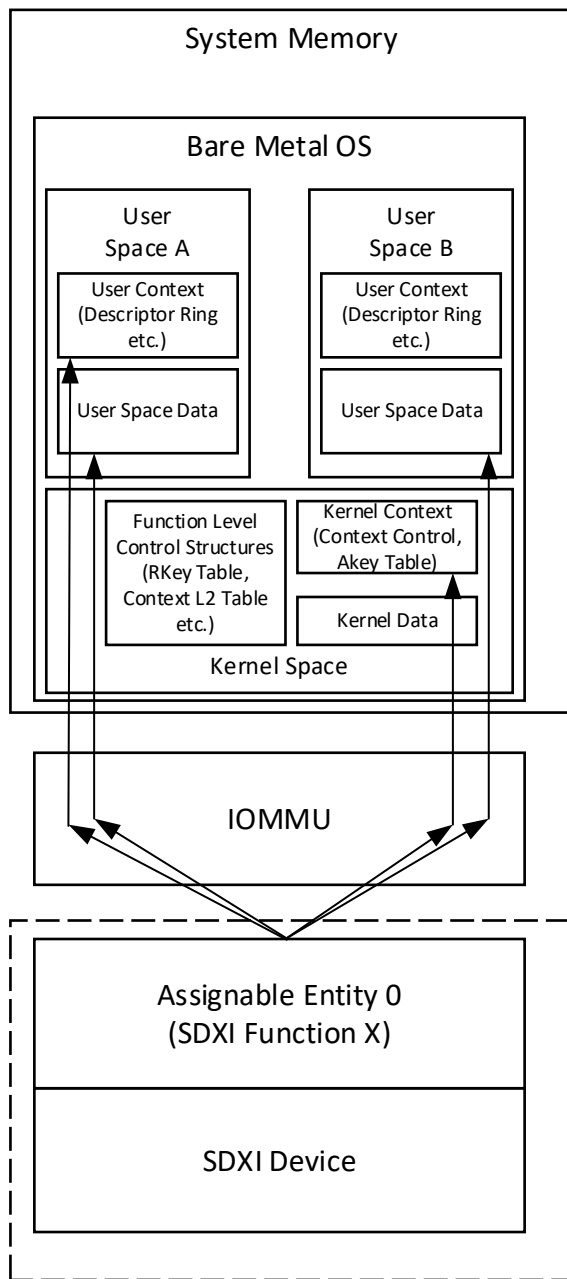 System Memory
Bare Metal OS
User
Space A
User Context
(Descriptor Ring
etc.)
User Space Data
User
Space B
User Context
(Descriptor Ring
etc.)
User Space Data
Function Level
Control Structures
(RKey Table,
Context L2 Table
etc.)
Kernel Context
(Context Control,
Akey Table)
Kernel Data
Kernel Space
IOMMU
Assignable Entity 0
(SDXI Function X)
SDXI Device